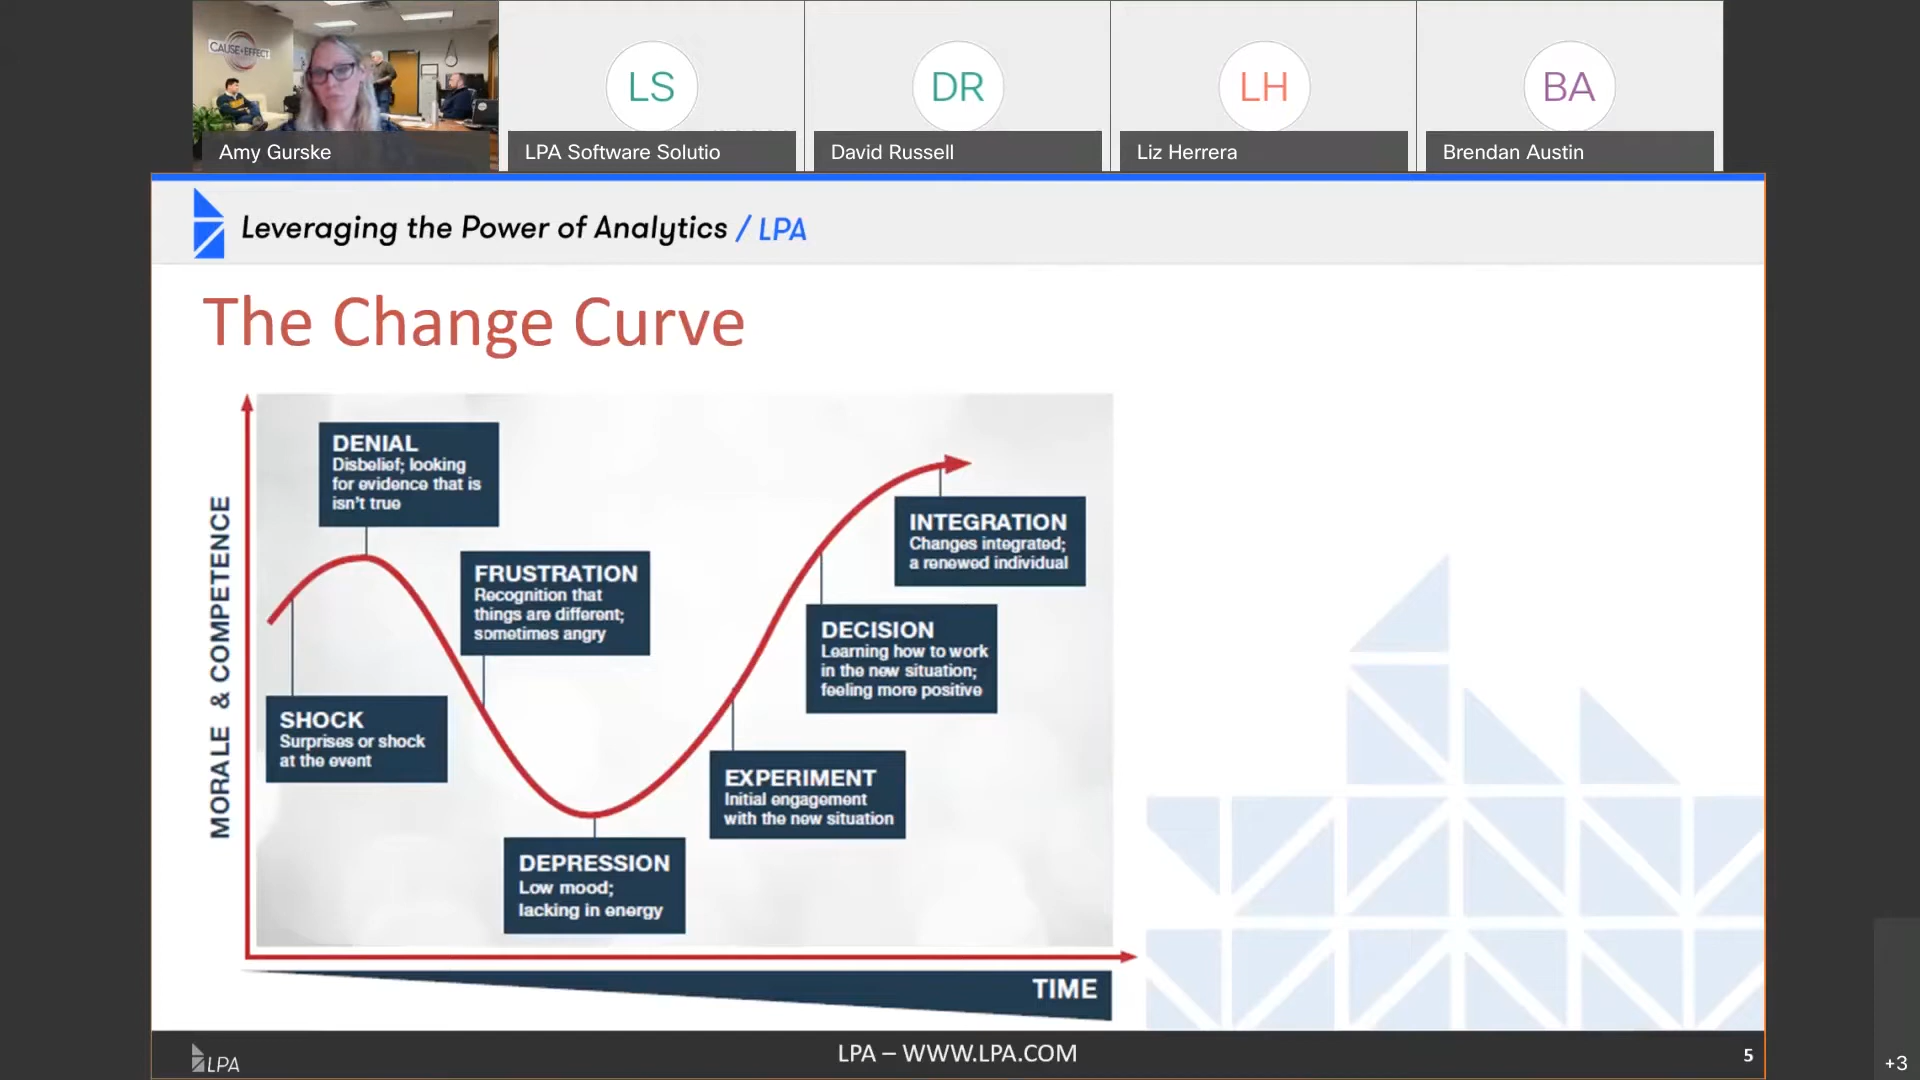 CAUSE+EFFECT
LS
DR
LH
BA
Amy Gurske
LPA Software Solutio
David Russell
Liz Herrera
Brendan Austin
Leveraging the Power of Analytics / LPA
The Change Curve
MORALE & COMPETENCE
DENIAL
Disbelief; looking
for evidence that is
isn't true
FRUSTRATION
Recognition that
things are different;
sometimes angry
SHOCK
Surprises or shock
at the event
DEPRESSION
Low mood;
lacking in energy
EXPERIMENT
Initial engagement
with the new situation
DECISION
Learning how to work
in the new situation;
feeling more positive
INTEGRATION
Changes integrated;
a renewed individual
TIME
LPA
LPA – WWW.LPA.COM
5
+3